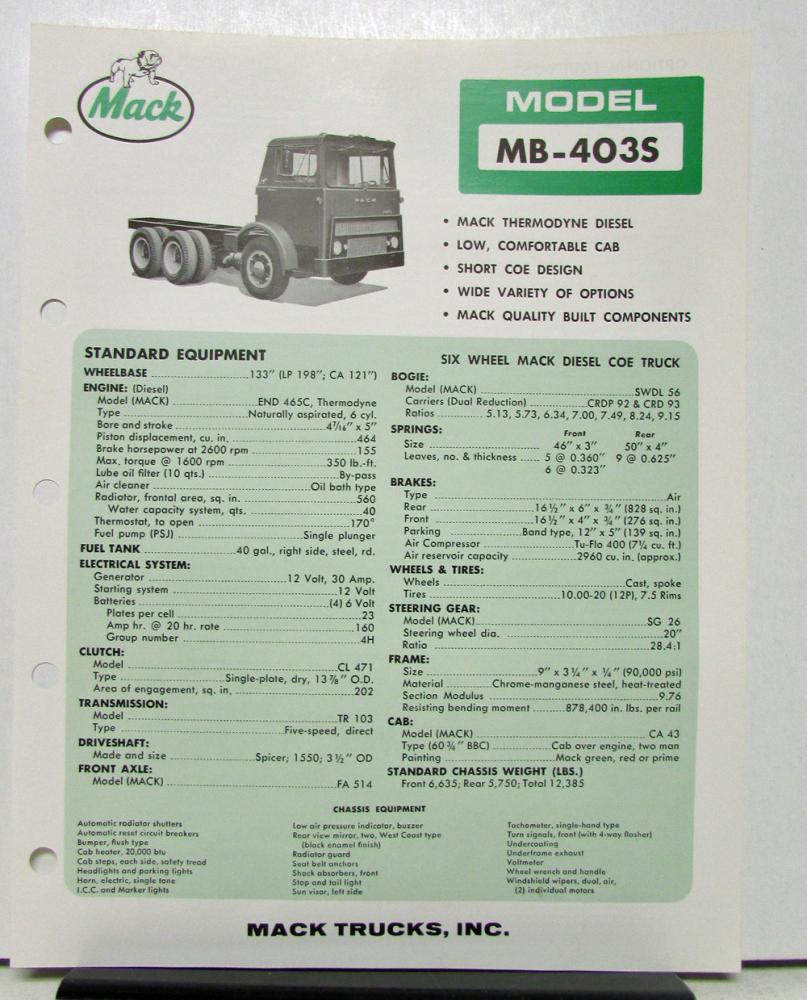 Mack
MODEL
MB-403S
MACK
• MACK THERMODYNE DIESEL
• LOW, COMFORTABLE CAB
• SHORT COE DESIGN
• WIDE VARIETY OF OPTIONS
• MACK QUALITY BUILT COMPONENTS
STANDARD EQUIPMENT
WHEELBASE ... 133" (LP 198"; CA 121")
ENGINE: (Diesel)
Model (MACK) ... END 465C, Thermodyne
Type ... Naturally aspirated, 6 cyl.
Bore and stroke ... 4 7/16" x 5"
Piston displacement, cu. in. ... 464
Brake horsepower at 2600 rpm ... 155
Max. torque @ 1600 rpm ... 350 lb.-ft.
Lube oil filter (10 qts.) ... By-pass
Air cleaner ... Oil bath type
Radiator, frontal area, sq. in. ... 560
Water capacity system, qts. ... 40
Thermostat, to open ... 170°
Fuel pump (PSJ) ... Single plunger
FUEL TANK ... 40 gal., right side, steel, rd.
ELECTRICAL SYSTEM:
Generator ... 12 Volt, 30 Amp.
Starting system ... 12 Volt
Batteries ... (4) 6 Volt
Plates per cell ... 23
Amp hr. @ 20 hr. rate ... 160
Group number ... 4H
CLUTCH:
Model ... CL 471
Type ... Single-plate, dry, 13 7/8" O.D.
Area of engagement, sq. in. ... 202
TRANSMISSION:
Model ... TR 103
Type ... Five-speed, direct
DRIVESHAFT:
Made and size ... Spicer; 1550; 3 1/2" OD
FRONT AXLE:
Model (MACK) ... FA 514
SIX WHEEL MACK DIESEL COE TRUCK
BOGIE:
Model (MACK) ... SWDL 56
Carriers (Dual Reduction) ... CRDP 92 & CRD 93
Ratios ... 5.13, 5.73, 6.34, 7.00, 7.49, 8.24, 9.15
SPRINGS: Front Rear
Size ... 46" x 3" 50" x 4"
Leaves, no. & thickness ... 5 @ 0.360" 9 @ 0.625"
6 @ 0.323"
BRAKES:
Type ... Air
Rear ... 16 1/2" x 6" x 3/4" (828 sq. in.)
Front ... 16 1/2" x 4" x 3/4" (276 sq. in.)
Parking ... Band type, 12" x 5" (139 sq. in.)
Air Compressor ... Tu-Flo 400 (7 1/4 cu. ft.)
Air reservoir capacity ... 2960 cu. in. (approx.)
WHEELS & TIRES:
Wheels ... Cast, spoke
Tires ... 10.00-20 (12P), 7.5 Rims
STEERING GEAR:
Model (MACK) ... SG 26
Steering wheel dia. ... 20"
Ratio ... 28.4:1
FRAME:
Size ... 9" x 3 1/4" x 1/4" (90,000 psi)
Material ... Chrome-manganese steel, heat-treated
Section Modulus ... 9.76
Resisting bending moment ... 878,400 in. lbs. per rail
CAB:
Model (MACK) ... CA 43
Type (60 3/4" BBC) ... Cab over engine, two man
Painting ... Mack green, red or prime
STANDARD CHASSIS WEIGHT (LBS.)
Front 6,635; Rear 5,750; Total 12,385
CHASSIS EQUIPMENT
Automatic radiator shutters
Automatic reset circuit breakers
Bumper, flush type
Cab heater, 20,000 btu
Cab steps, each side, safety tread
Headlights and parking lights
Horn, electric, single tone
I.C.C. and Marker lights
Low air pressure indicator, buzzer
Rear view mirror, two, West Coast type
(black enamel finish)
Radiator guard
Seat belt anchors
Shock absorbers, front
Stop and tail light
Sun visor, left side
Tachometer, single-hand type
Turn signals, front (with 4-way flasher)
Undercoating
Underframe exhaust
Voltmeter
Wheel wrench and handle
Windshield wipers, dual, air,
(2) individual motors
MACK TRUCKS, INC.